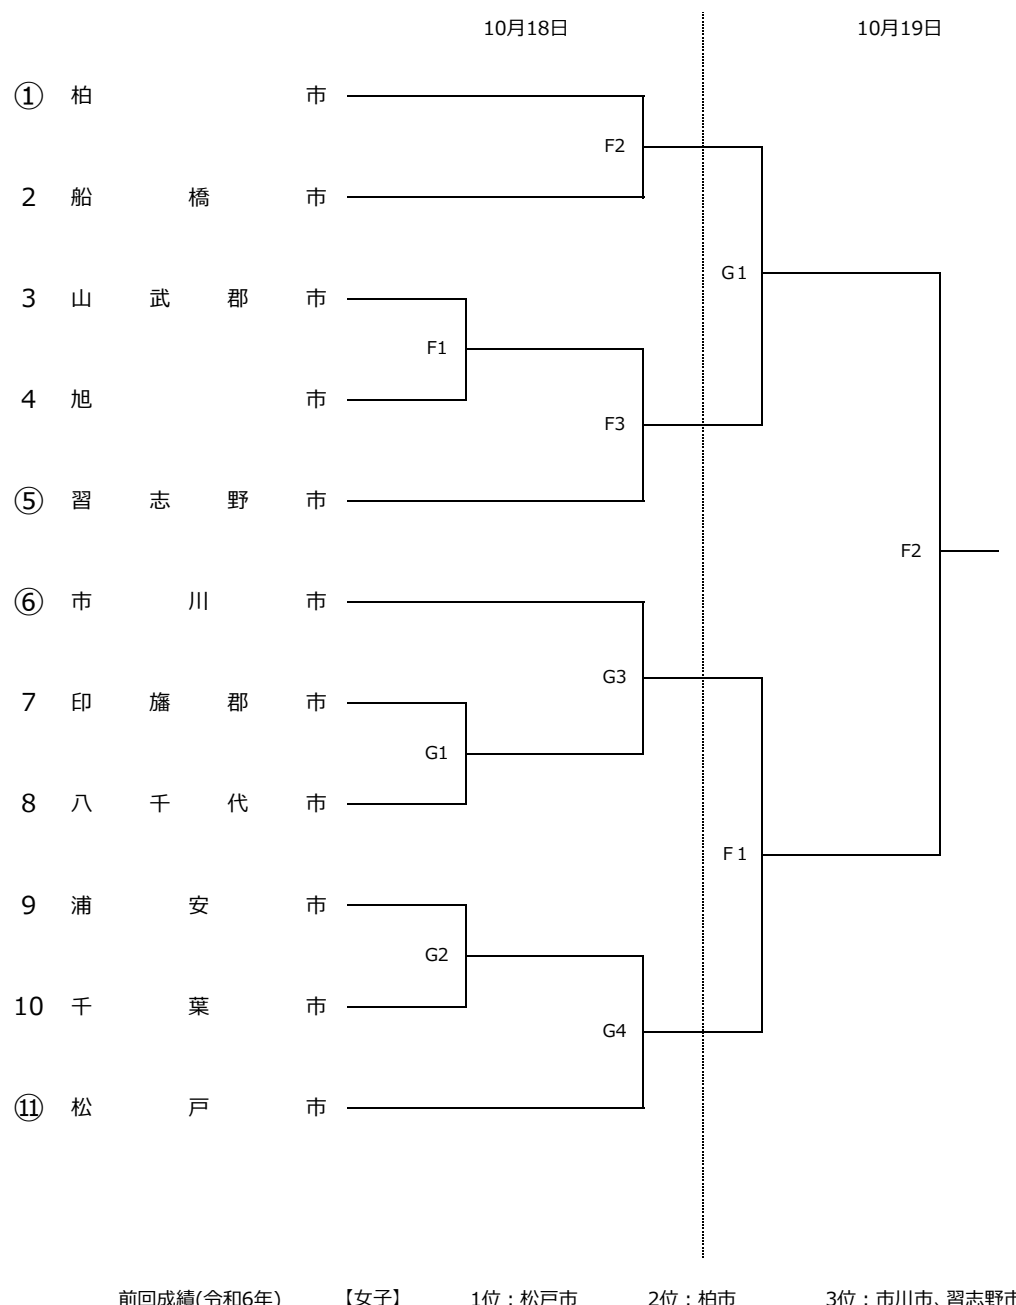 10月18日 10月19日
① 柏 市
F2
2 船 橋 市
G1
3 山 武 郡 市
F1
4 旭 市
F3
⑤ 習 志 野 市
F2
⑥ 市 川 市
G3
7 印 旛 郡 市
G1
8 八 千 代 市
F1
9 浦 安 市
G2
10 千 葉 市
G4
⑪ 松 戸 市
前回成績(令和6年) 【女子】 1位：松戸市 2位：柏市 3位：市川市、習志野市